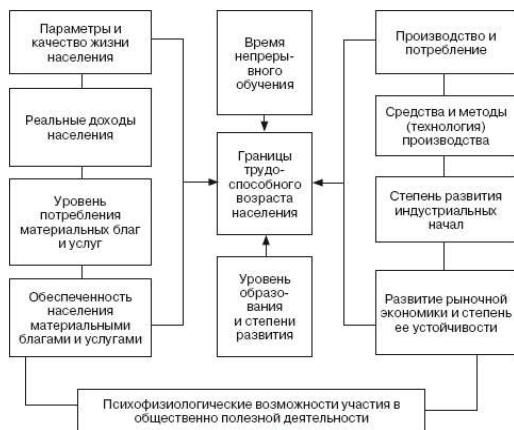 Параметры и
качество жизни
населения
Реальные доходы
населения
Уровень
потребления
материальных благ
и услуг
Обеспеченность
населения
материальными
благами и услугами
Время
непреры-
вного
обучения
Границы
трудо-
способного
возраста
населения
Уровень
образо-
вания
и степени
развития
Производство и
потребление
Средства и методы
(технология)
производства
Степень развития
индустриальных
начал
Развитие рыночной
экономики и степень
ее устойчивости
Психофизиологические возможности участия в
общественно полезной деятельности